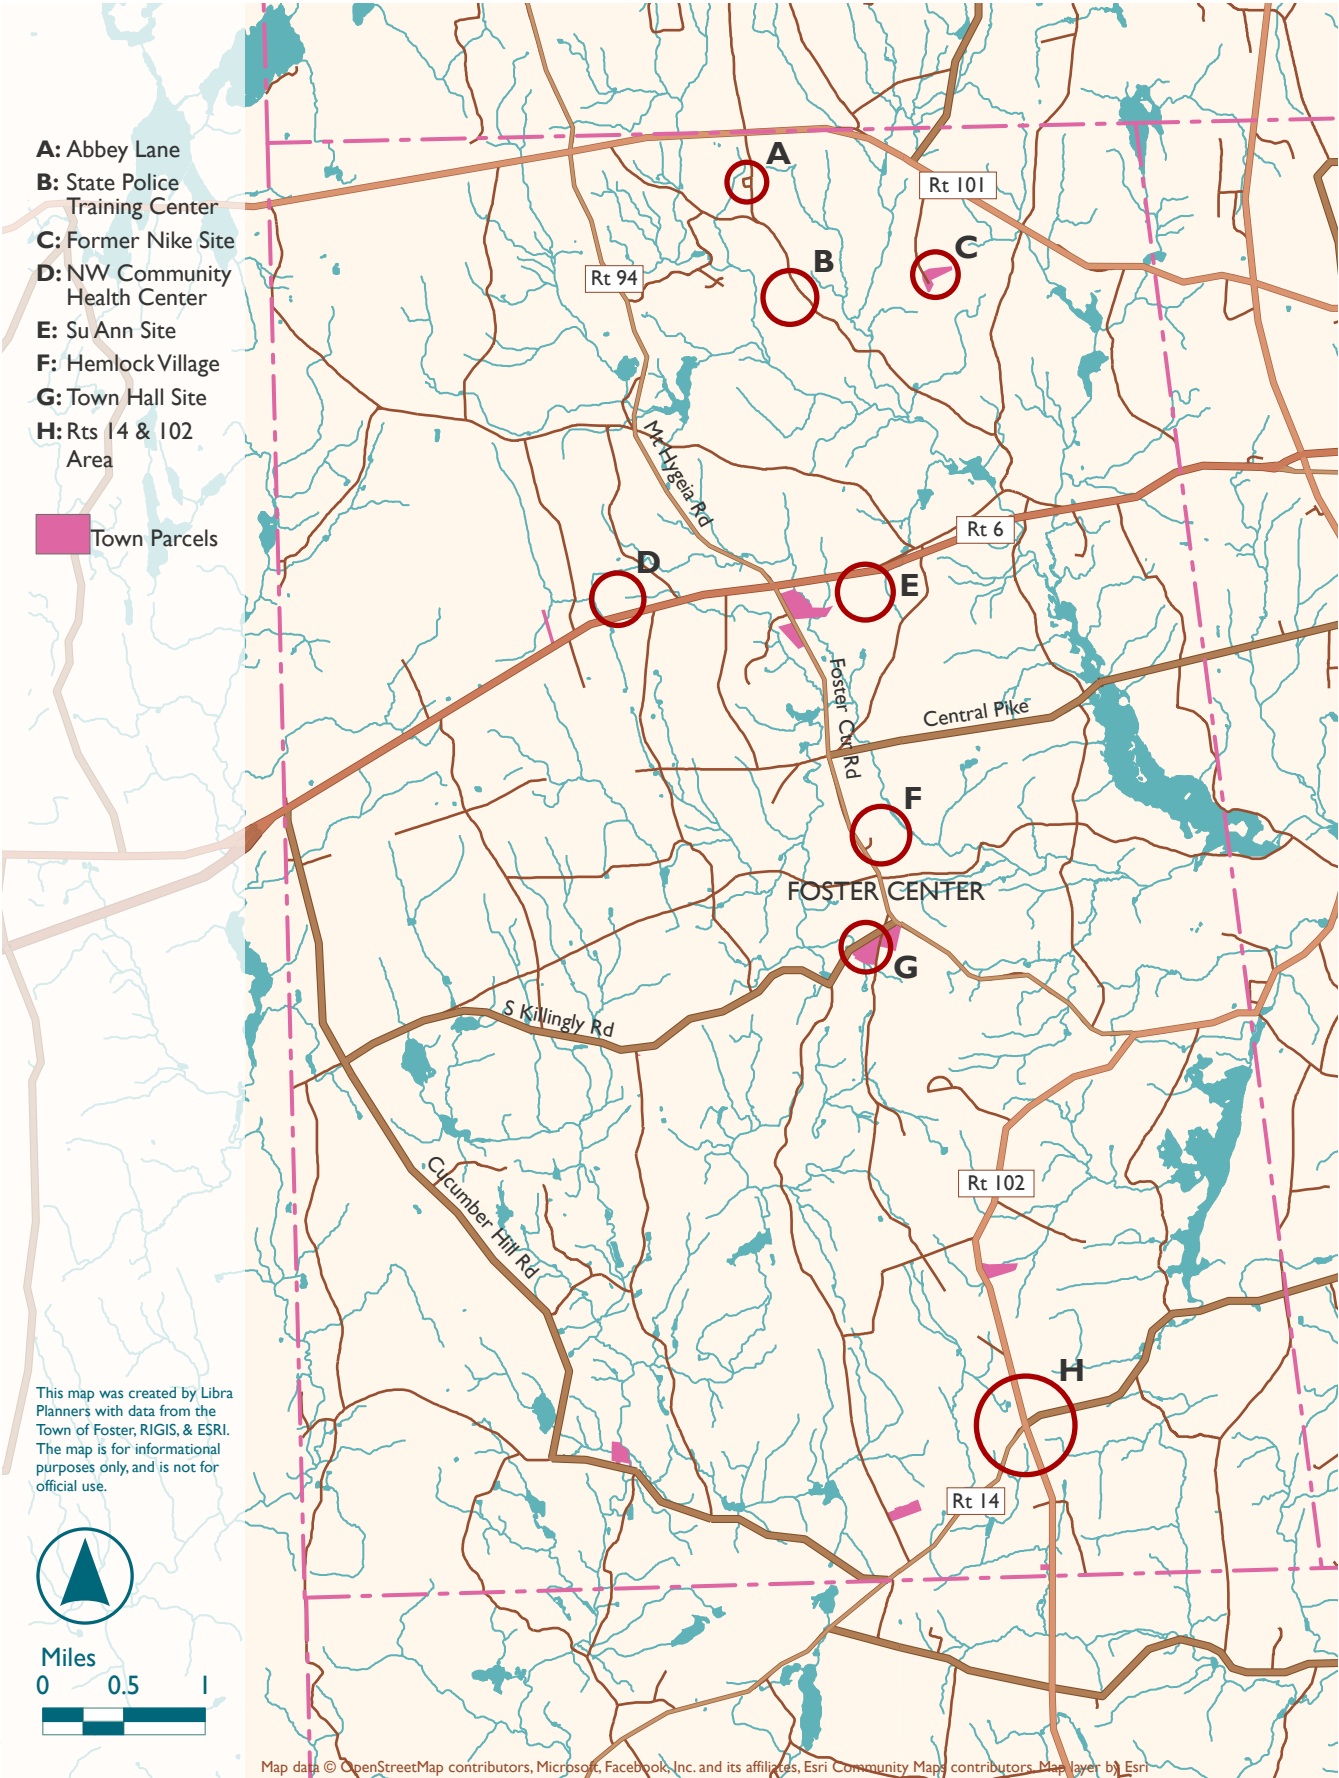 A: Abbey Lane
B: State Police
Training Center
C: Former Nike Site
D: NW Community
Health Center
E: Su Ann Site
F: Hemlock Village
G: Town Hall Site
H: Rts 14 & 102
Area
Town Parcels
A
Rt 101
B
C
Rt 94
Mt Hygeia Rd
Rt 6
D
E
Foster Ctr Rd
Central Pike
F
FOSTER CENTER
G
S Killingly Rd
Cucumber Hill Rd
Rt 102
H
Rt 14
This map was created by Libra
Planners with data from the
Town of Foster, RIGIS, & ESRI.
The map is for informational
purposes only, and is not for
official use.
Miles
0 0.5 1
Map data © OpenStreetMap contributors, Microsoft, Facebook, Inc. and its affiliates, Esri Community Maps contributors, Map layer by Esri